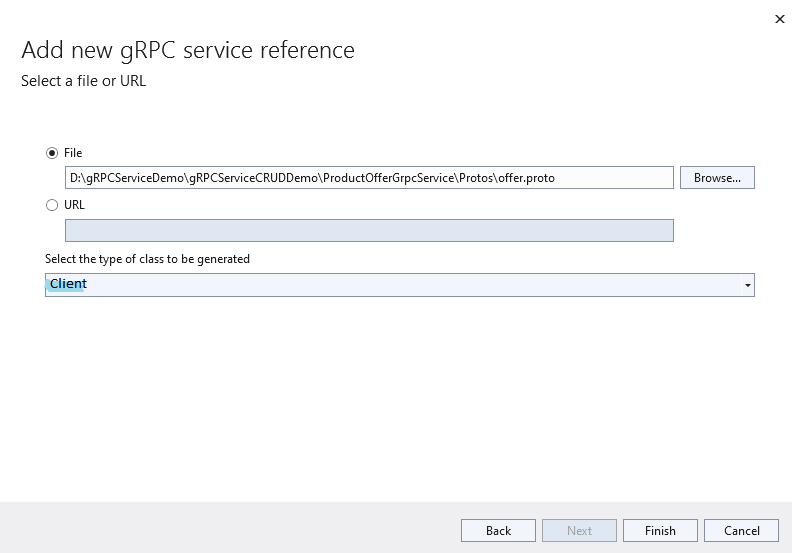 Add new gRPC service reference
Select a file or URL
File
D:\gRPCServiceDemo\gRPCServiceCRUDDemo\ProductOfferGrpcService\Protos\offer.proto
Browse...
URL
Select the type of class to be generated
Client
Back
Next
Finish
Cancel